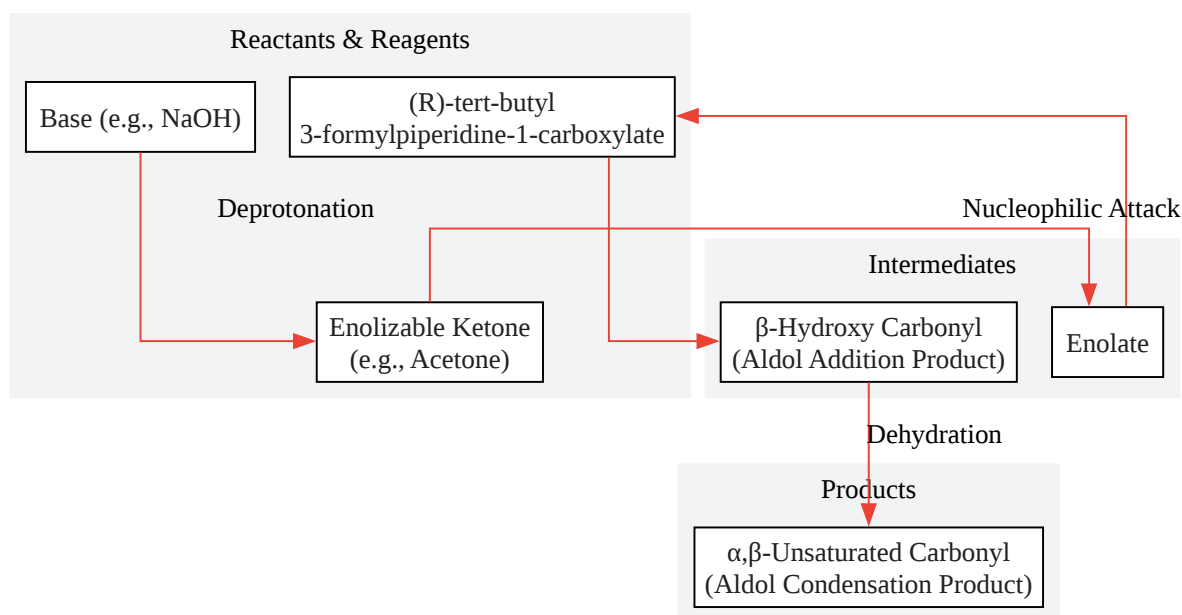 Reactants & Reagents
Base (e.g., NaOH)
(R)-tert-butyl
3-formylpiperidine-1-carboxylate
Deprotonation
Nucleophilic Attack
Intermediates
Enolizable Ketone
(e.g., Acetone)
β-Hydroxy Carbonyl
(Aldol Addition Product)
Enolate
Dehydration
Products
α,β-Unsaturated Carbonyl
(Aldol Condensation Product)